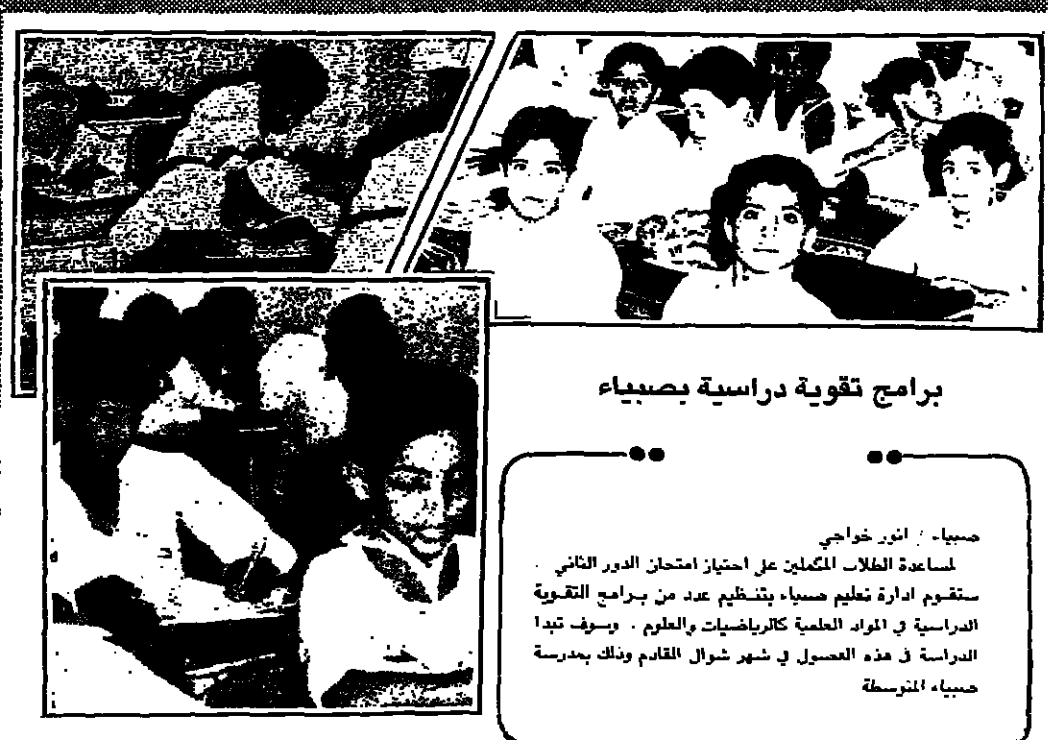 برامج تقوية دراسية بصبياء
صبياء / انور خواجي
لمساعدة الطلاب المكملين على اجتياز امتحان الدور الثاني .
ستقوم ادارة تعليم صبياء بتنظيم عدد من برامج التقوية
الدراسية في المواد العلمية كالرياضيات والعلوم . وسوف تبدا
الدراسة في هذه الفصول في شهر شوال القادم وذلك بمدرسة
صبياء المتوسطة